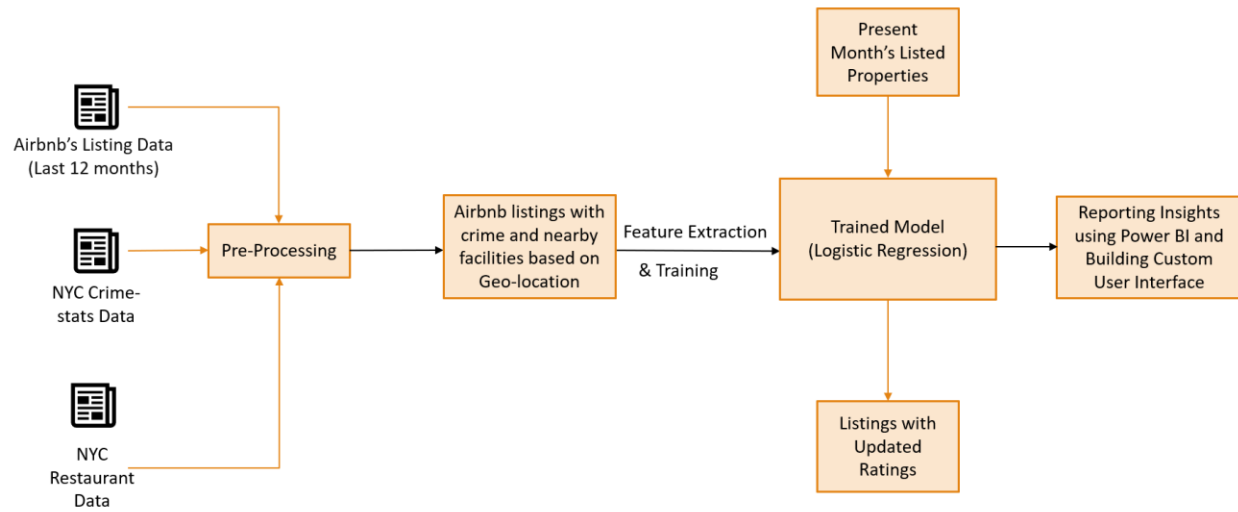 Airbnb's Listing Data
(Last 12 months)
NYC Crime-
stats Data
NYC
Restaurant
Data
Pre-Processing
Airbnb listings with
crime and nearby
facilities based on
Geo-location
Feature Extraction
& Training
Present
Month's Listed
Properties
Trained Model
(Logistic Regression)
Listings with
Updated
Ratings
Reporting Insights
using Power BI and
Building Custom
User Interface